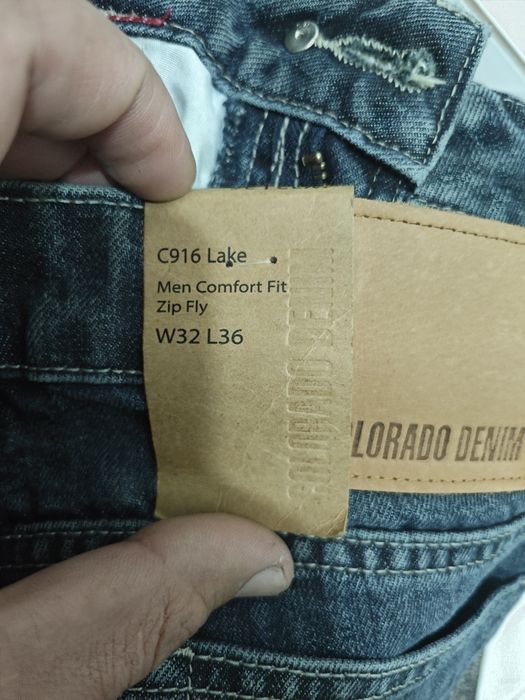 C916 Lake
Men Comfort Fit
Zip Fly
W32 L36
COLORADO DENIM
LORADO DENIM